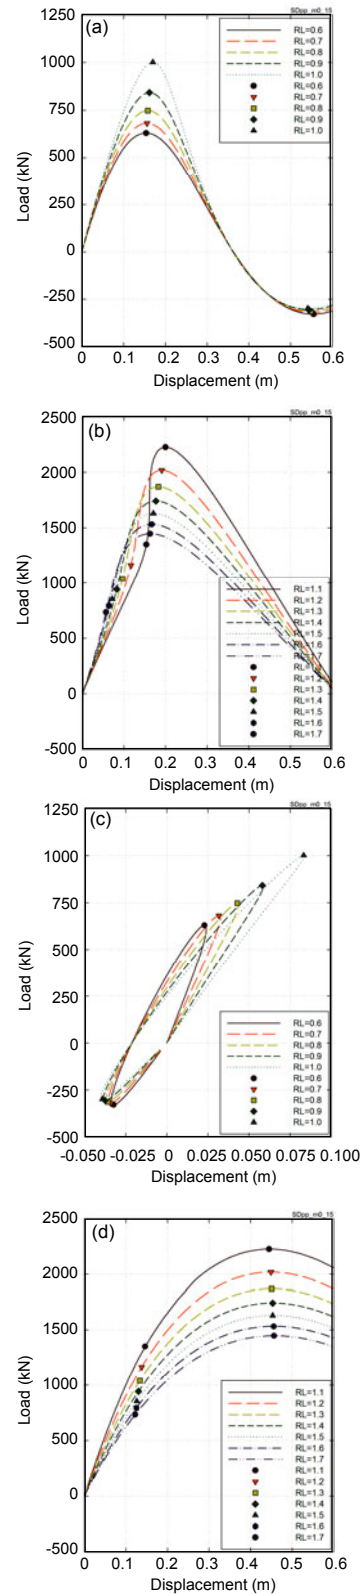 SDpp_m0_15
(a)
1250
1000
750
500
250
0
-250
-500
Load (kN)
RL=0.6
RL=0.7
RL=0.8
RL=0.9
RL=1.0
RL=0.6
RL=0.7
RL=0.8
RL=0.9
RL=1.0
0 0.1 0.2 0.3 0.4 0.5 0.6
Displacement (m)
SDpp_m0_15
(b)
2500
2000
1500
1000
500
0
-500
Load (kN)
RL=1.1
RL=1.2
RL=1.3
RL=1.4
RL=1.5
RL=1.6
RL=1.7
RL=1.2
RL=1.3
RL=1.4
RL=1.5
RL=1.6
RL=1.7
0 0.1 0.2 0.3 0.4 0.5 0.6
Displacement (m)
SDpp_m0_15
(c)
1250
1000
750
500
250
0
-250
-500
Load (kN)
RL=0.6
RL=0.7
RL=0.8
RL=0.9
RL=1.0
RL=0.6
RL=0.7
RL=0.8
RL=0.9
RL=1.0
-0.050 -0.025 0 0.025 0.050 0.075 0.100
Displacement (m)
SDpp_m0_15
(d)
2500
2000
1500
1000
500
0
-500
Load (kN)
RL=1.1
RL=1.2
RL=1.3
RL=1.4
RL=1.5
RL=1.6
RL=1.7
RL=1.1
RL=1.2
RL=1.3
RL=1.4
RL=1.5
RL=1.6
RL=1.7
0 0.1 0.2 0.3 0.4 0.5 0.6
Displacement (m)